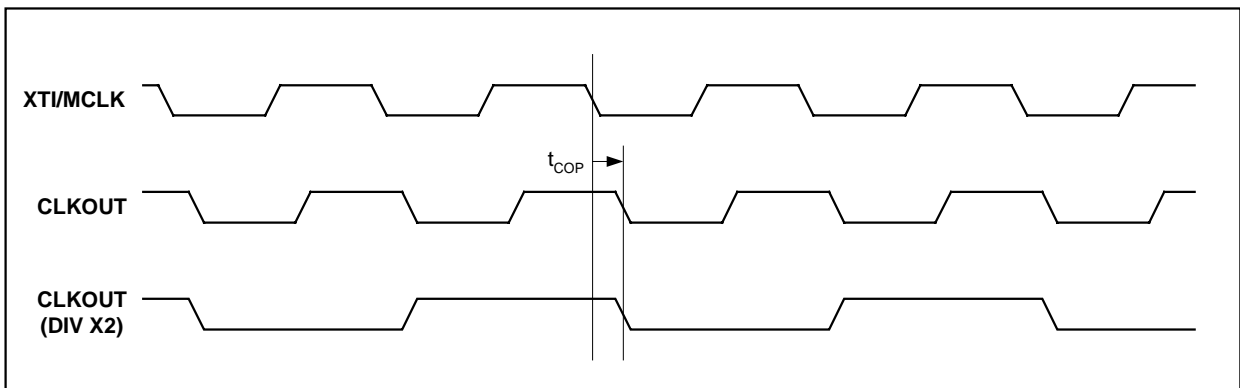 XTI/MCLK
tCOP
CLKOUT
CLKOUT
(DIV X2)